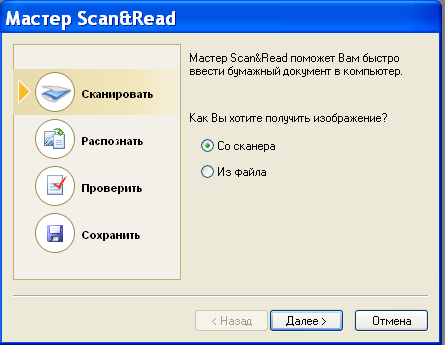 Мастер Scan&Read
Сканировать
Распознать
Проверить
Сохранить
Мастер Scan&Read поможет Вам быстро
ввести бумажный документ в компьютер.
Как Вы хотите получить изображение?
Со сканера
Из файла
< Назад
Далее >
Отмена